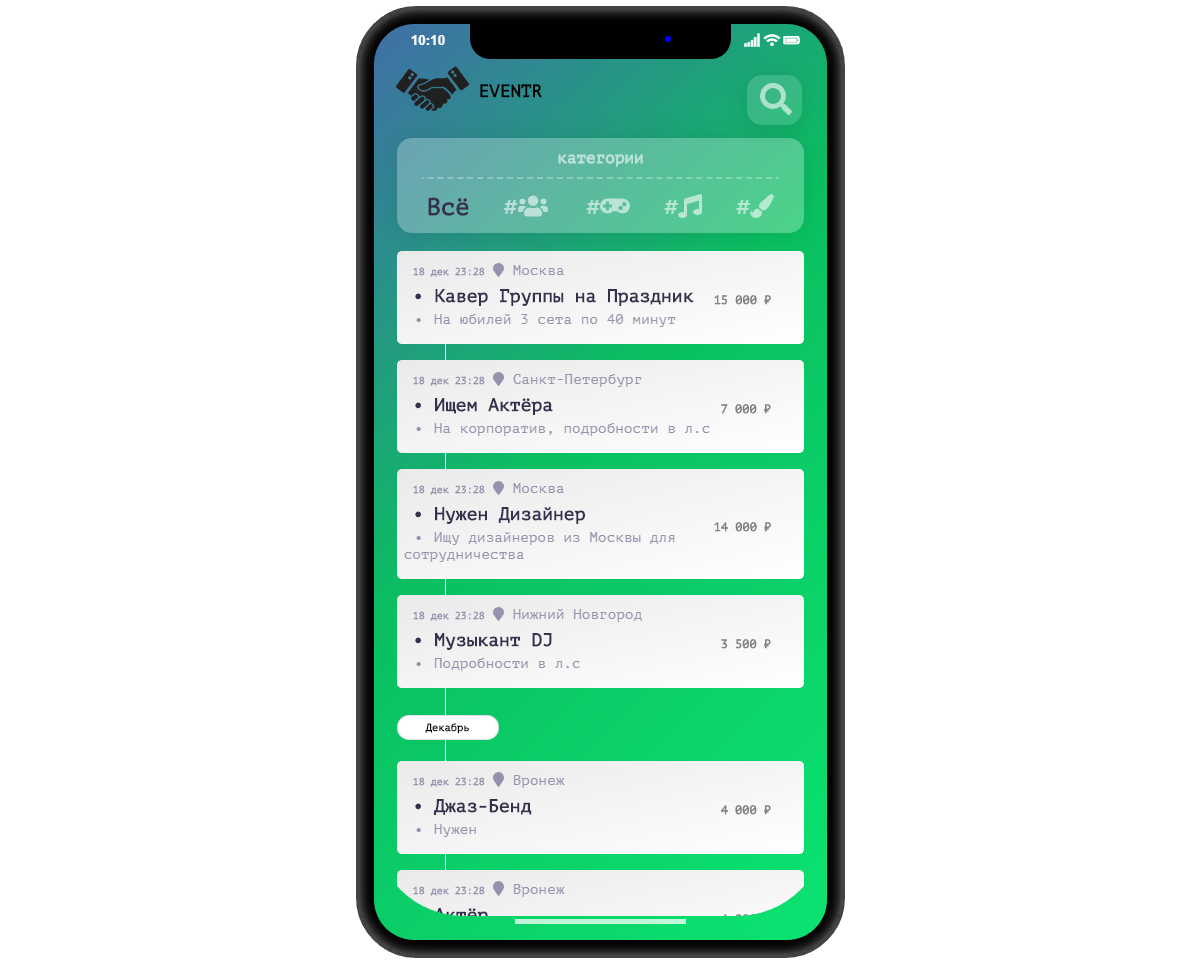 10:10
EVENTR
категории
Всё # # # #
18 дек 23:28 Москва
• Кавер Группы на Праздник
15 000 ₽
• На юбилей 3 сета по 40 минут
18 дек 23:28 Санкт-Петербург
• Ищем Актёра
7 000 ₽
• На корпоратив, подробности в л.с
18 дек 23:28 Москва
• Нужен Дизайнер
14 000 ₽
• Ищу дизайнеров из Москвы для
сотрудничества
18 дек 23:28 Нижний Новгород
• Музыкант DJ
3 500 ₽
• Подробности в л.с
Декабрь
18 дек 23:28 Вронеж
• Джаз-Бенд
4 000 ₽
• Нужен
18 дек 23:28 Вронеж
Актёр